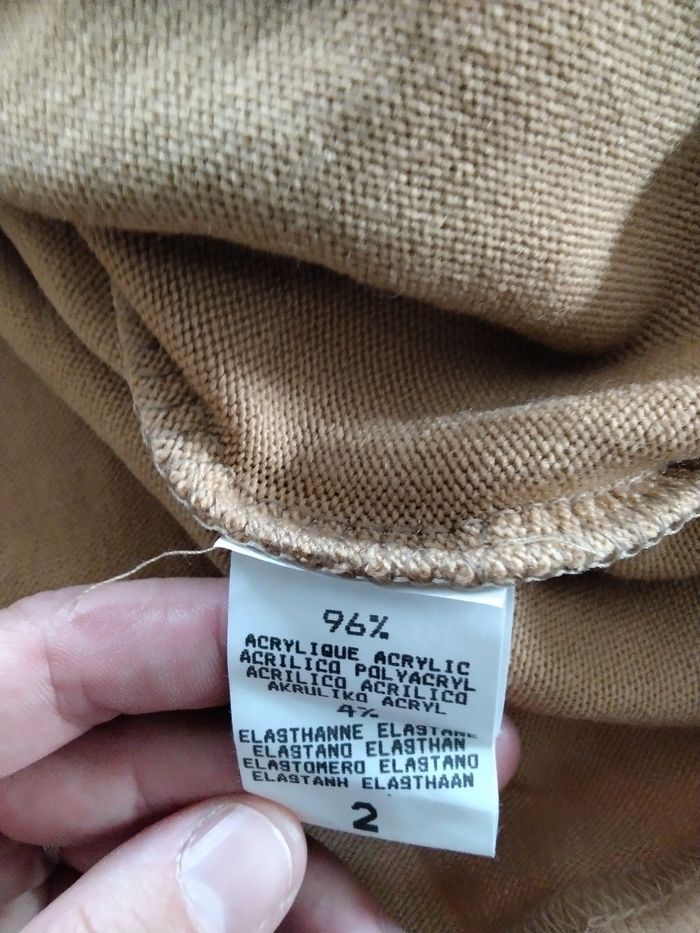 96%
ACRYLIQUE ACRYLIC
ACRILICO POLYACRYL
ACRILICO ACRILICO
AKRULIKO ACRYL
4%
ELASTHANNE ELASTANE
ELASTANO ELASTHAN
ELASTOMERO ELASTANO
ELASTANH ELASTHAAN
2